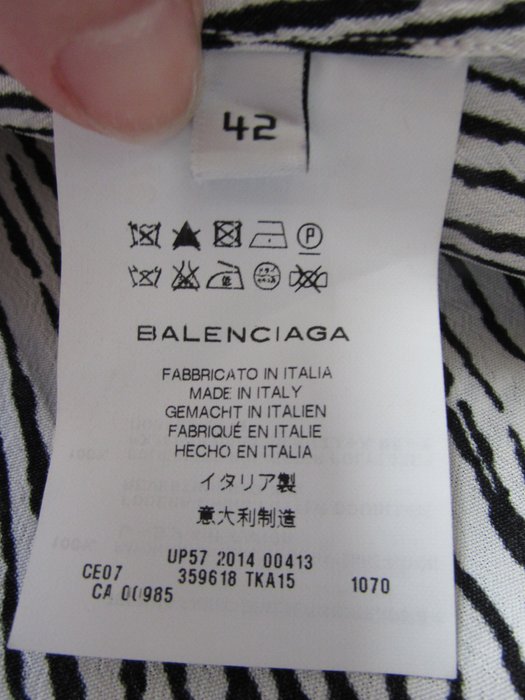 42
P
BALENCIAGA
FABBRICATO IN ITALIA
MADE IN ITALY
GEMACHT IN ITALIEN
FABRIQUÉ EN ITALIE
HECHO EN ITALIA
イタリア製
意大利制造
UP57 2014 00413
CE07 359618 TKA15 1070
CA 00985